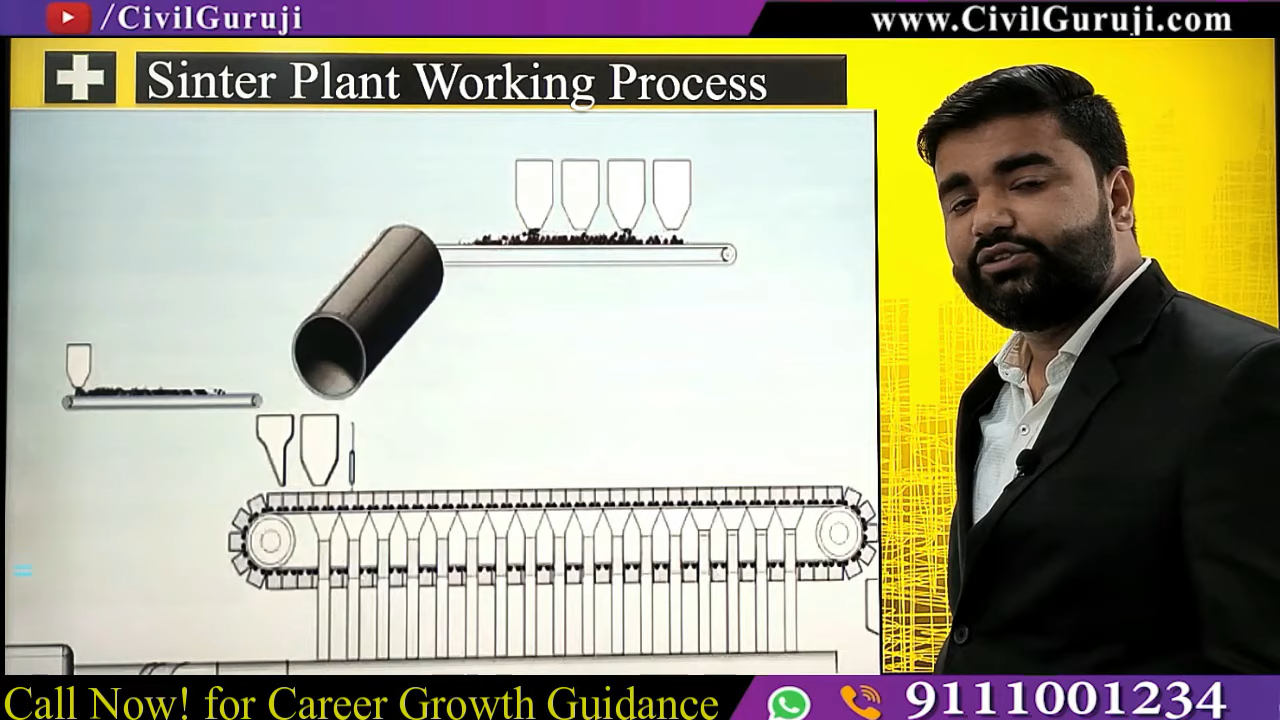 /CivilGuruji
www.CivilGuruji.com
Sinter Plant Working Process
Call Now! for Career Growth Guidance
9111001234